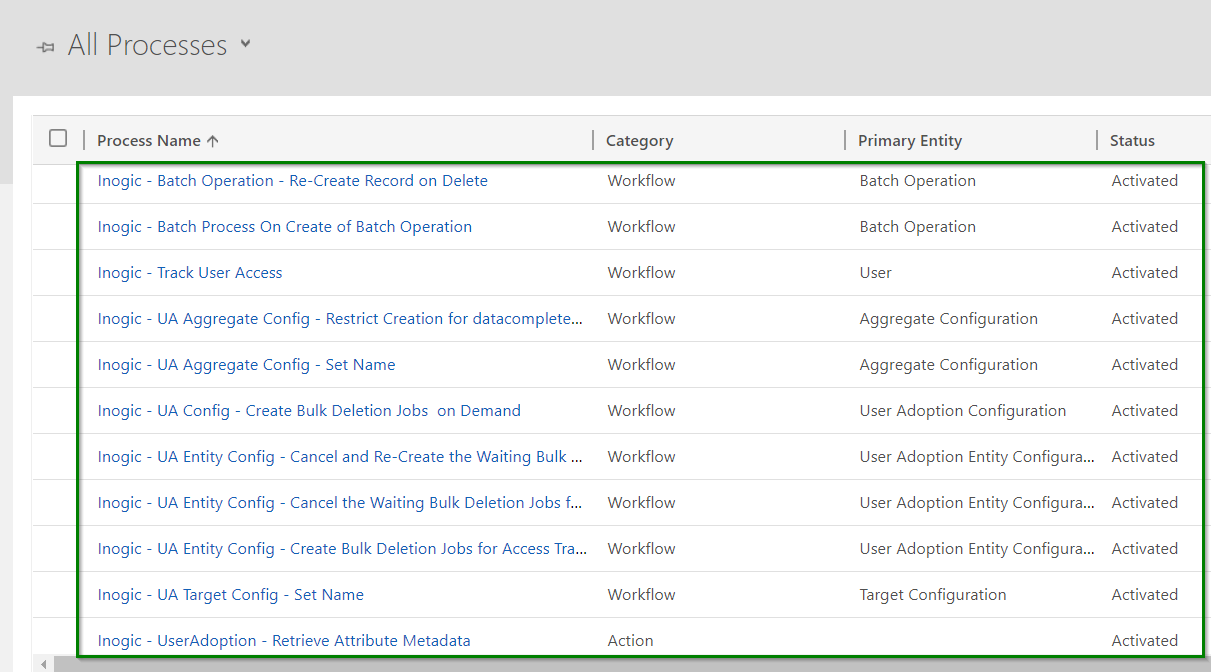 All Processes
Process Name Category Primary Entity Status
Inogic - Batch Operation - Re-Create Record on Delete Workflow Batch Operation Activated
Inogic - Batch Process On Create of Batch Operation Workflow Batch Operation Activated
Inogic - Track User Access Workflow User Activated
Inogic - UA Aggregate Config - Restrict Creation for datacomplete... Workflow Aggregate Configuration Activated
Inogic - UA Aggregate Config - Set Name Workflow Aggregate Configuration Activated
Inogic - UA Config - Create Bulk Deletion Jobs  on Demand Workflow User Adoption Configuration Activated
Inogic - UA Entity Config - Cancel and Re-Create the Waiting Bulk ... Workflow User Adoption Entity Configura... Activated
Inogic - UA Entity Config - Cancel the Waiting Bulk Deletion Jobs f... Workflow User Adoption Entity Configura... Activated
Inogic - UA Entity Config - Create Bulk Deletion Jobs for Access Tra... Workflow User Adoption Entity Configura... Activated
Inogic - UA Target Config - Set Name Workflow Target Configuration Activated
Inogic - UserAdoption - Retrieve Attribute Metadata Action Activated